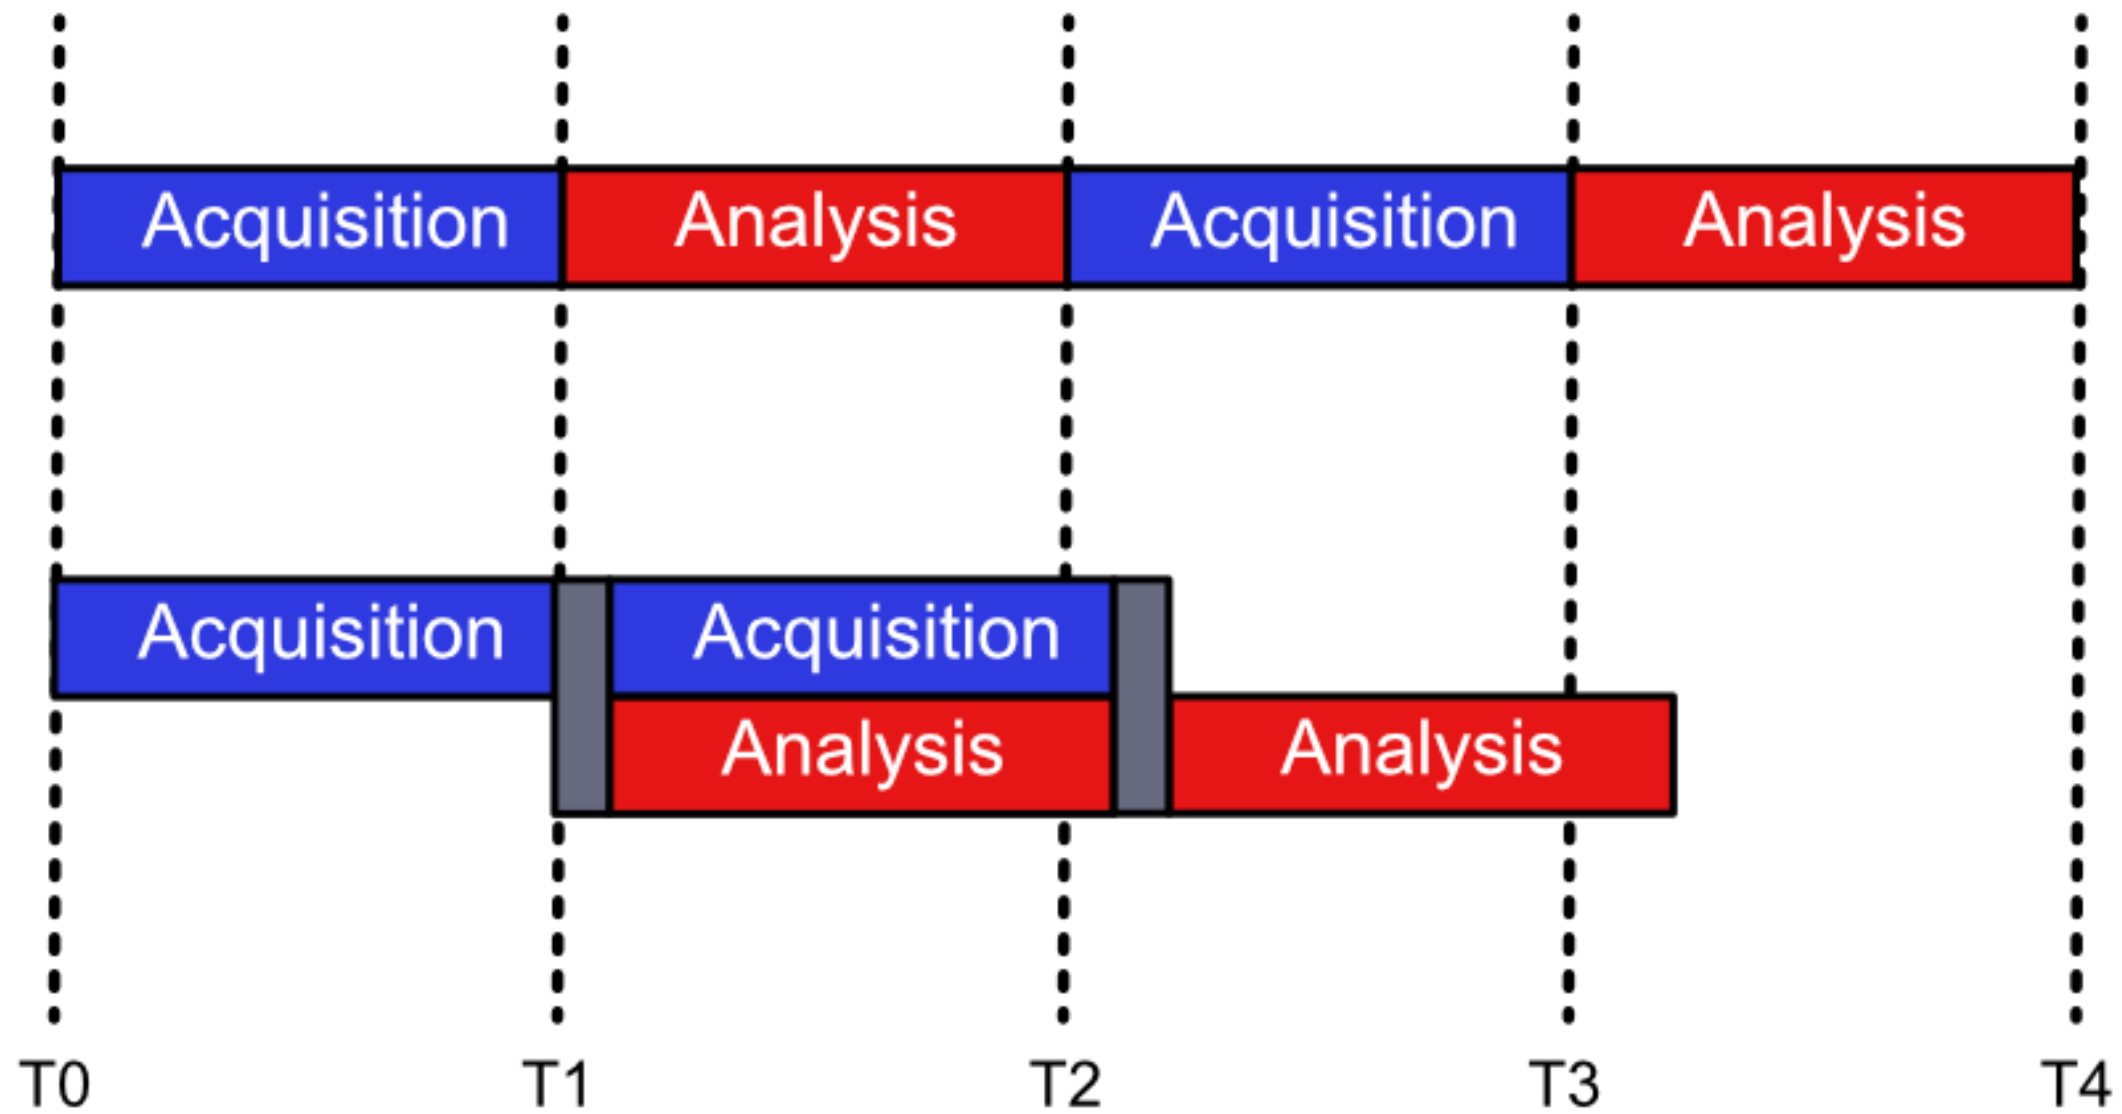 Acquisition Analysis Acquisition Analysis
Acquisition Acquisition
Analysis Analysis
T0 T1 T2 T3 T4